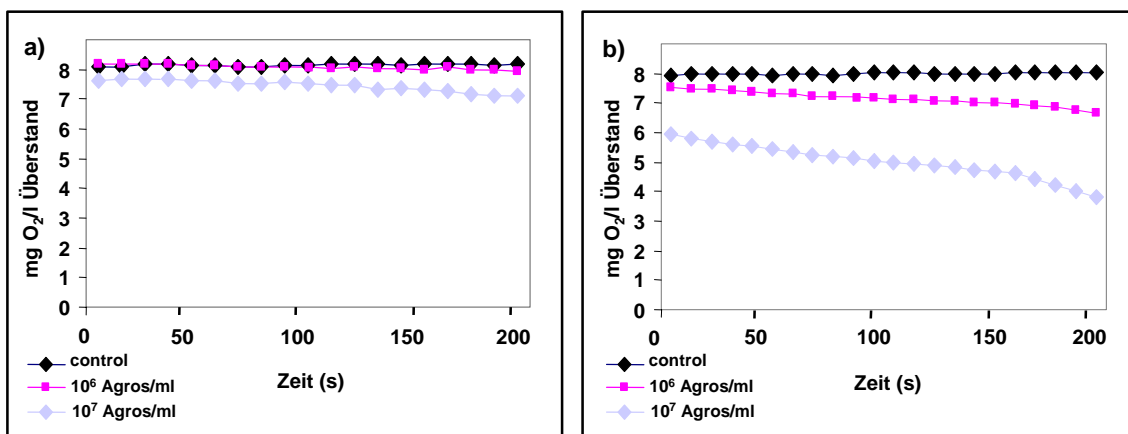 a)
mg O₂/l Überstand
8
7
6
5
4
3
2
1
0
0 50 100 150 200
Zeit (s)
control
10⁶ Agros/ml
10⁷ Agros/ml
b)
mg O₂/l Überstand
8
7
6
5
4
3
2
1
0
0 50 100 150 200
Zeit (s)
control
10⁶ Agros/ml
10⁷ Agros/ml